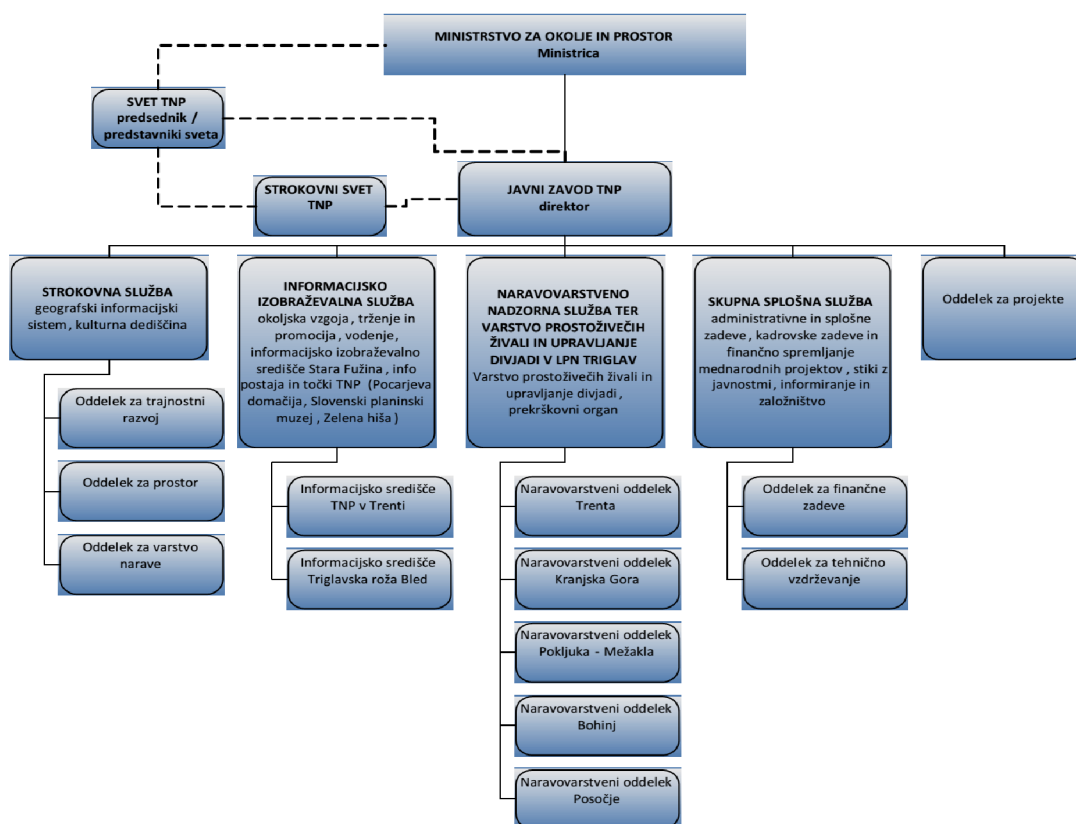 MINISTRSTVO ZA OKOLJE IN PROSTOR
Ministrica
SVET TNP
predsednik /
predstavniki sveta
STROKOVNI SVET
TNP
JAVNI ZAVOD TNP
direktor
STROKOVNA SLUŽBA
geografski informacijski
sistem , kulturna dediščina
Oddelek za trajnostni
razvoj
Oddelek za prostor
Oddelek za varstvo
narave
INFORMACIJSKO
IZOBRAŽEVALNA SLUŽBA
okoljska vzgoja , trženje in
promocija , vodenje ,
informacijsko izobraževalno
središče Stara Fužina , info
postaja in točki TNP (Pocarjeva
domačija, Slovenski planinski
muzej , Zelena hiša )
Informacijsko središče
TNP v Trenti
Informacijsko središče
Triglavska roža Bled
NARAVOVARSTVENO
NADZORNA SLUŽBA TER
VARSTVO PROSTOŽIVEČIH
ŽIVALI IN UPRAVLJANJE
DIVJADI V LPN TRIGLAV
Varstvo prostoživečih živali in
upravljanje divjadi ,
prekrškovni organ
Naravovarstveni oddelek
Trenta
Naravovarstveni oddelek
Kranjska Gora
Naravovarstveni oddelek
Pokljuka - Mežakla
Naravovarstveni oddelek
Bohinj
Naravovarstveni oddelek
Posočje
SKUPNA SPLOŠNA SLUŽBA
administrativne in splošne
zadeve , kadrovske zadeve in
finančno spremljanje
mednarodnih projektov , stiki z
javnostmi , informiranje in
založništvo
Oddelek za finančne
zadeve
Oddelek za tehnično
vzdrževanje
Oddelek za projekte